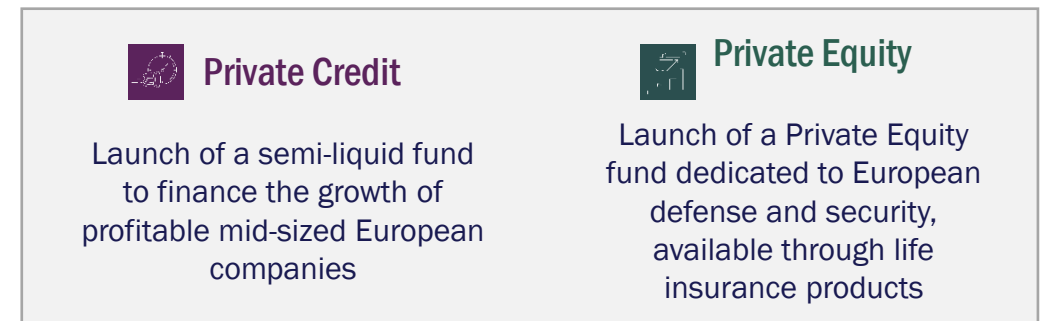 Private Credit
Launch of a semi-liquid fund
to finance the growth of
profitable mid-sized European
companies
Private Equity
Launch of a Private Equity
fund dedicated to European
defense and security,
available through life
insurance products